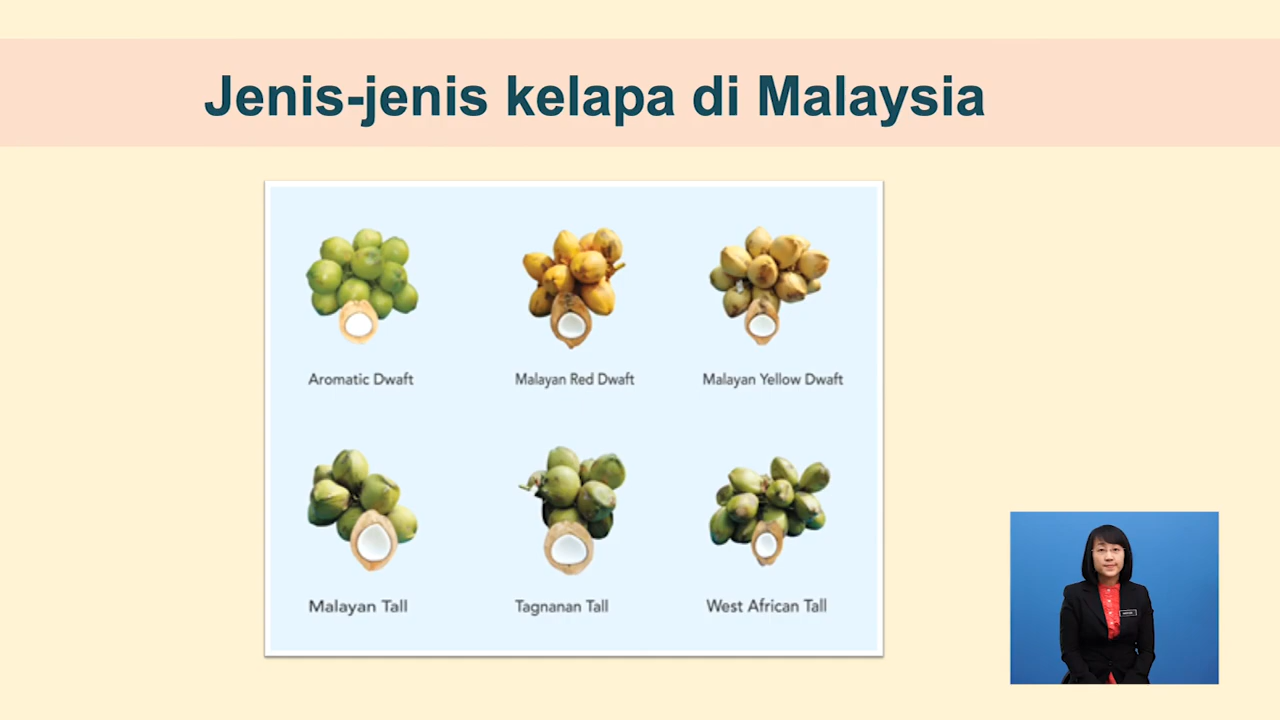 Jenis-jenis kelapa di Malaysia
Aromatic Dwaft
Malayan Red Dwaft
Malayan Yellow Dwaft
Malayan Tall
Tagnanan Tall
West African Tall